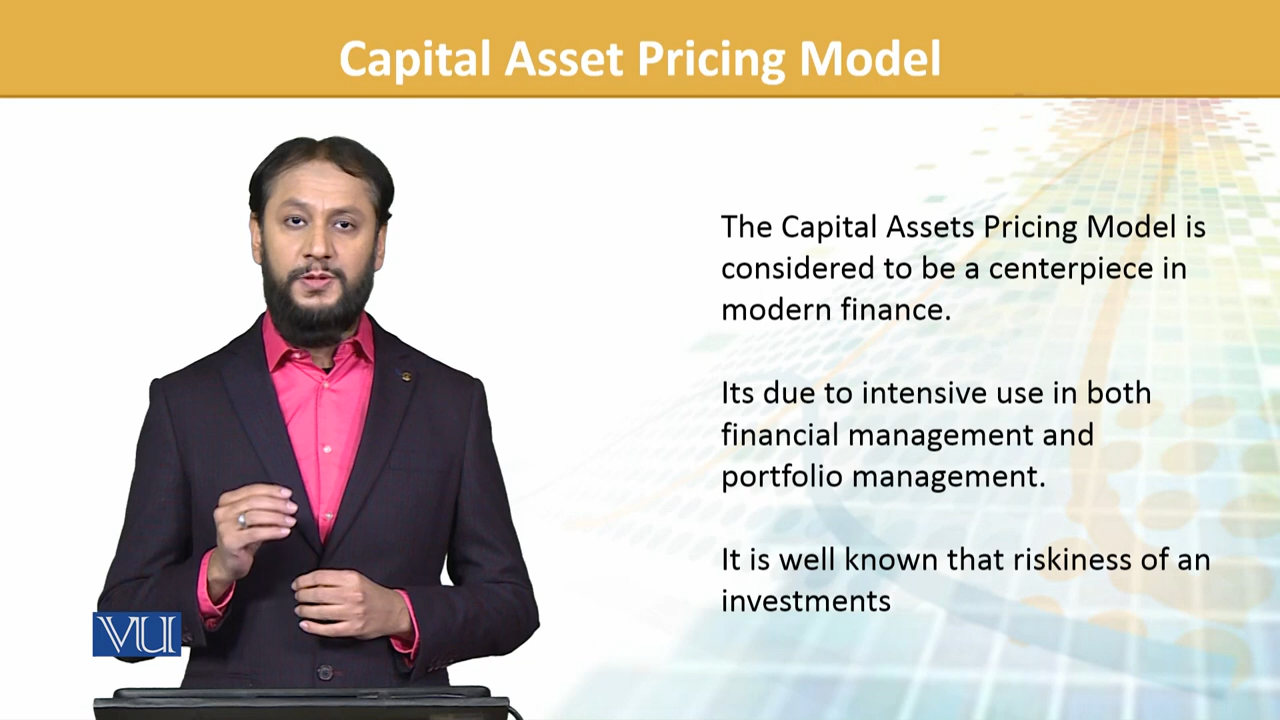 Capital Asset Pricing Model
The Capital Assets Pricing Model is
considered to be a centerpiece in
modern finance.
Its due to intensive use in both
financial management and
portfolio management.
It is well known that riskiness of an
investments
VU